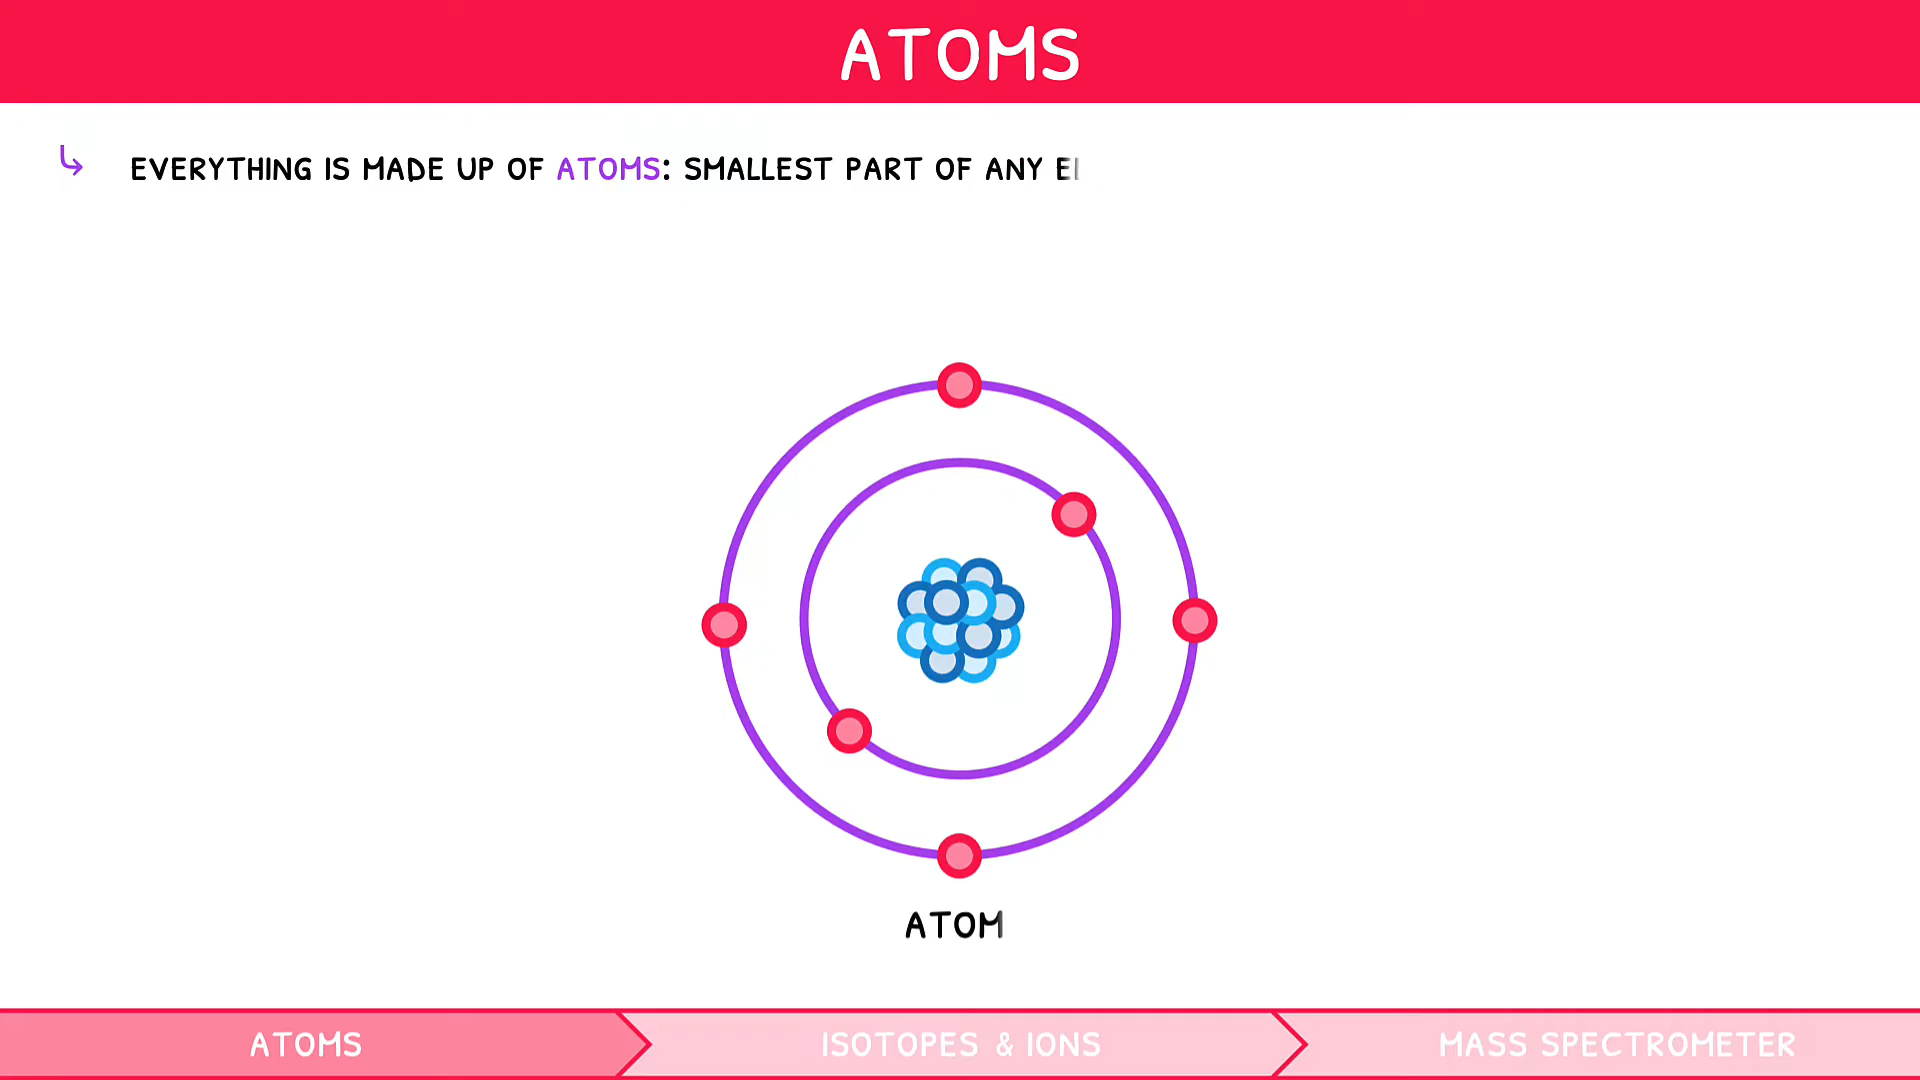 ATOMS
EVERYTHING IS MADE UP OF ATOMS: SMALLEST PART OF ANY
ATOM
ATOMS
ISOTOPES & IONS
MASS SPECTROMETER